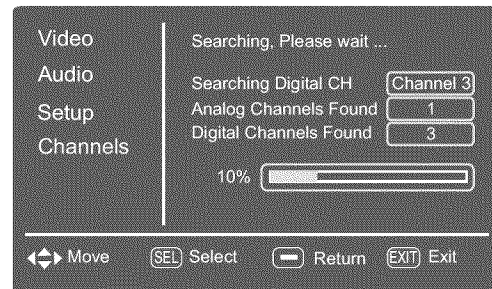 Video
Audio
Setup
Channels
Searching, Please wait ...
Searching Digital CH Channel 3
Analog Channels Found 1
Digital Channels Found 3
10%
Move SEL Select Return EXIT Exit